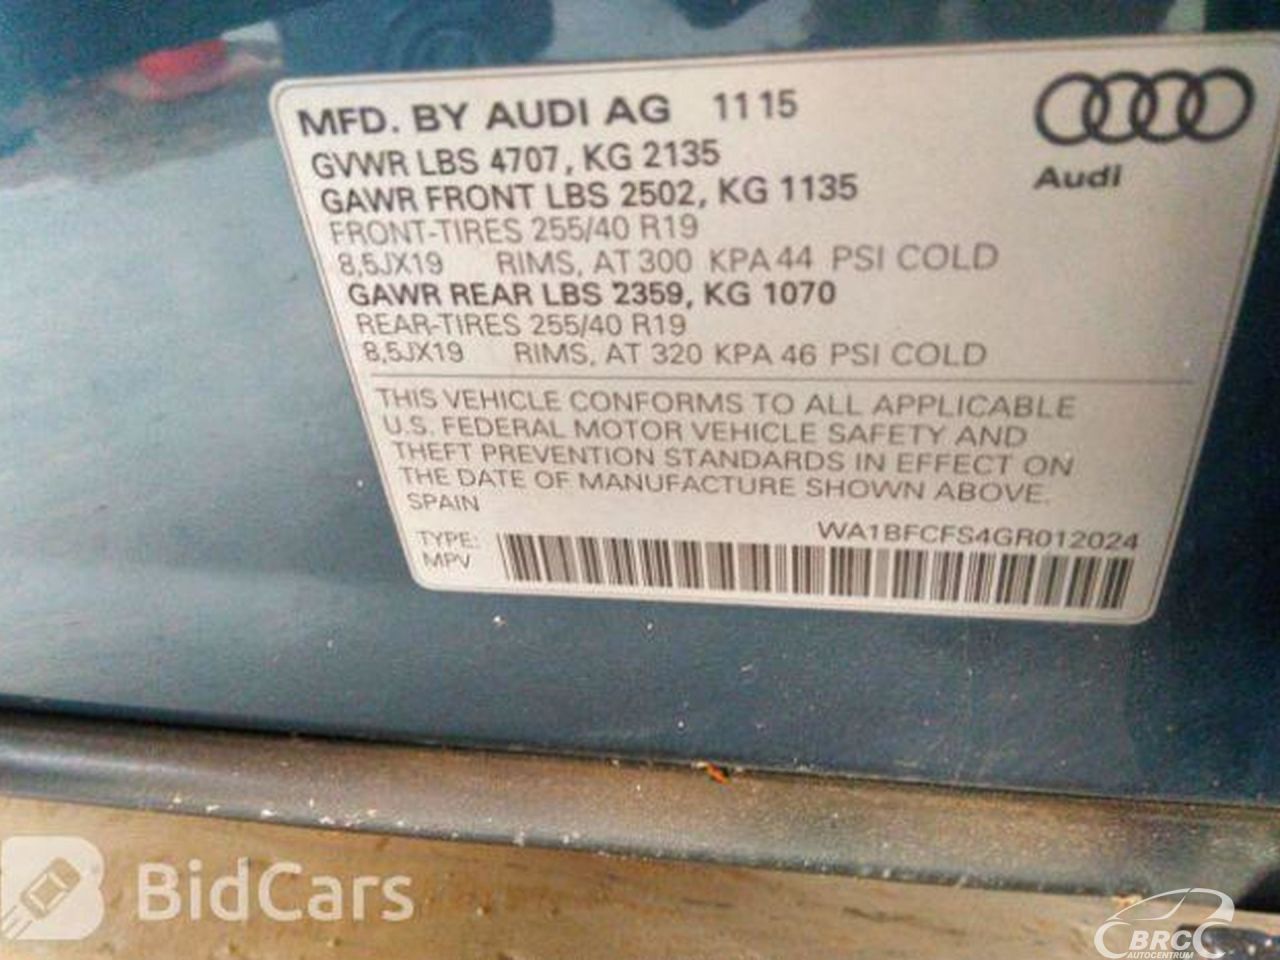 MFD. BY AUDI AG 11 15
GVWR LBS 4707, KG 2135
GAWR FRONT LBS 2502, KG 1135
FRONT-TIRES 255/40 R19
8,5JX19 RIMS, AT 300 KPA 44 PSI COLD
GAWR REAR LBS 2359, KG 1070
REAR-TIRES 255/40 R19
8,5JX19 RIMS, AT 320 KPA 46 PSI COLD
Audi
THIS VEHICLE CONFORMS TO ALL APPLICABLE
U.S. FEDERAL MOTOR VEHICLE SAFETY AND
THEFT PREVENTION STANDARDS IN EFFECT ON
THE DATE OF MANUFACTURE SHOWN ABOVE.
SPAIN
WA1BFCFS4GR012024
TYPE:
MPV
BidCars
BRC
AUTOCENTRUM